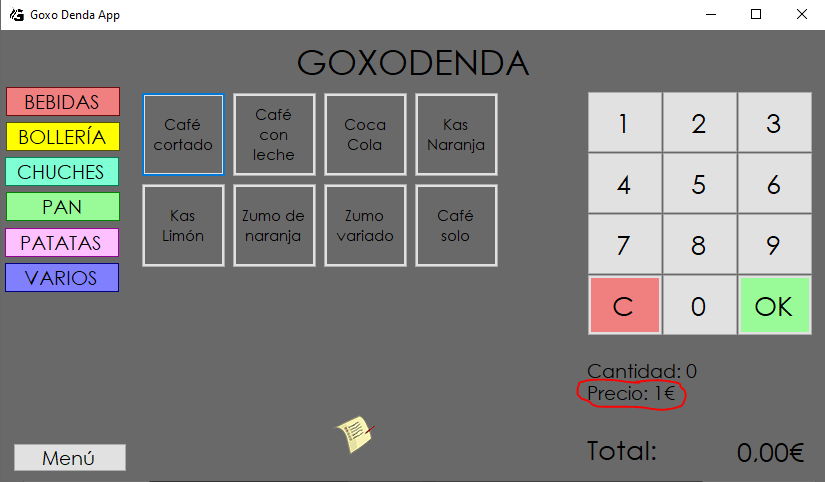 Goxo Denda App
GOXODENDA
BEBIDAS
BOLLERÍA
CHUCHES
PAN
PATATAS
VARIOS
Café
cortado
Café
con
leche
Coca
Cola
Kas
Naranja
Kas
Limón
Zumo de
naranja
Zumo
variado
Café
solo
1 2 3
4 5 6
7 8 9
C 0 OK
Cantidad: 0
Precio: 1€
Total: 0,00€
Menú